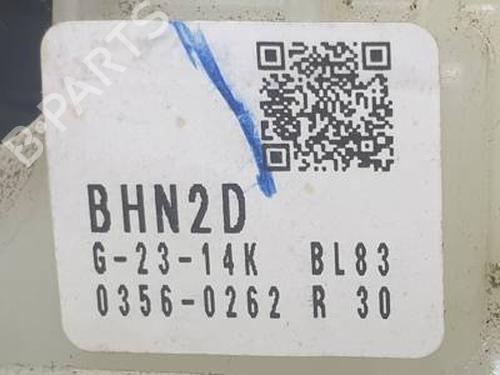 B-PARTS
BHN2D
G-23-14K BL83
0356-0262 R 30